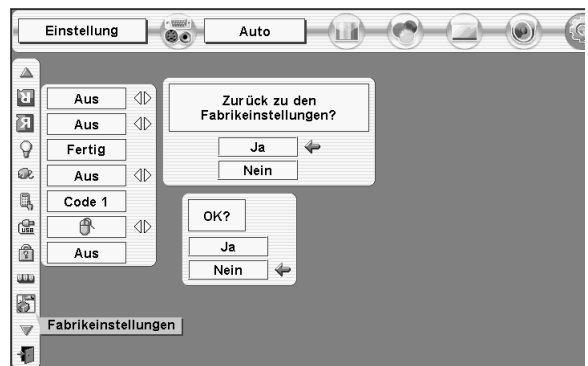 Einstellung
Auto
Aus
Aus
Fertig
Aus
Code 1
Aus
Zurück zu den
Fabrikeinstellungen?
Ja
Nein
OK?
Ja
Nein
USB
Fabrikeinstellungen